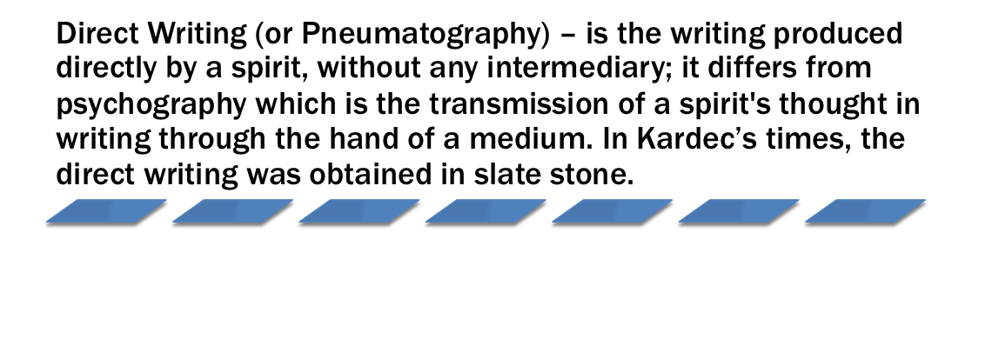 Direct Writing (or Pneumatography) – is the writing produced
directly by a spirit, without any intermediary; it differs from
psychography which is the transmission of a spirit's thought in
writing through the hand of a medium. In Kardec’s times, the
direct writing was obtained in slate stone.